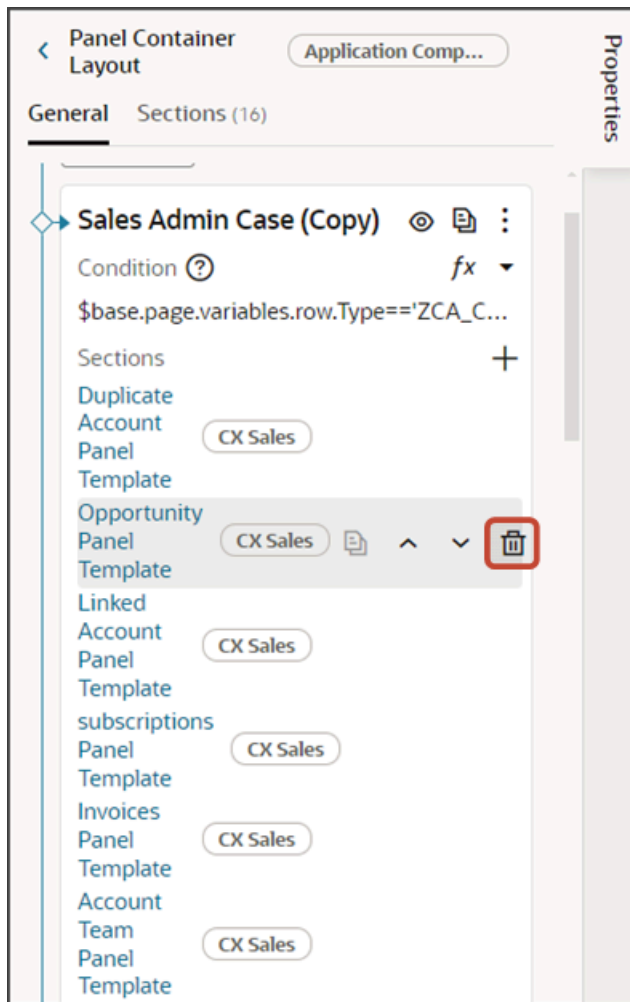 Panel Container
Layout
Application Comp...
Properties
General
Sections (16)
Sales Admin Case (Copy)
Condition ?
fx
$base.page.variables.row.Type=='ZCA_C...
Sections
Duplicate
Account
Panel
Template
CX Sales
Opportunity
Panel
Template
CX Sales
Linked
Account
Panel
Template
CX Sales
subscriptions
Panel
Template
CX Sales
Invoices
Panel
Template
CX Sales
Account
Team
Panel
Template
CX Sales